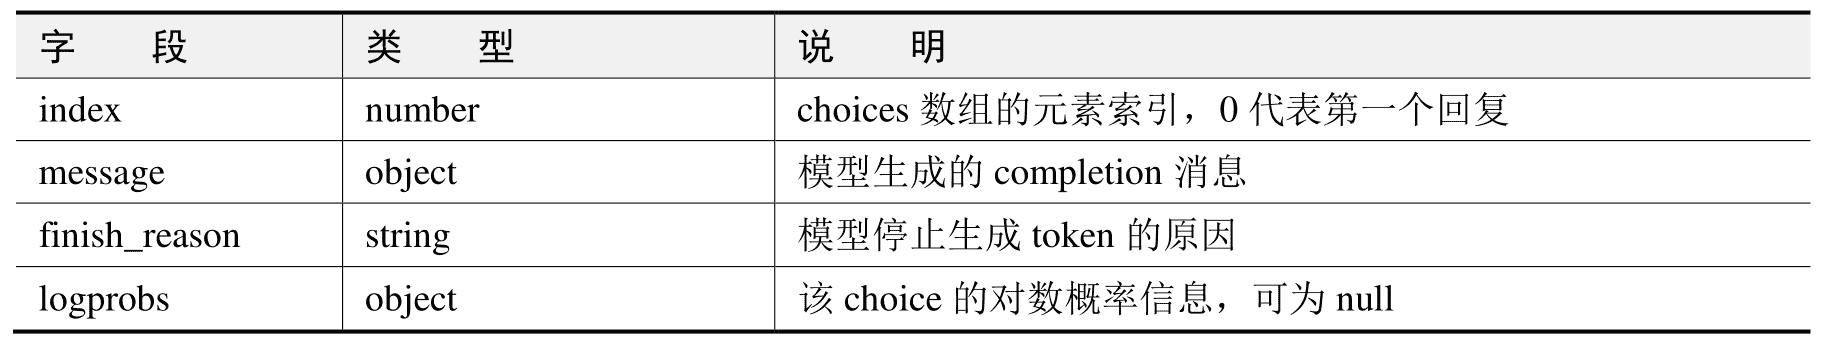 字 段 类 型 说 明
index number choices 数组的元素索引，0 代表第一个回复
message object 模型生成的 completion 消息
finish_reason string 模型停止生成 token 的原因
logprobs object 该 choice 的对数概率信息，可为 null